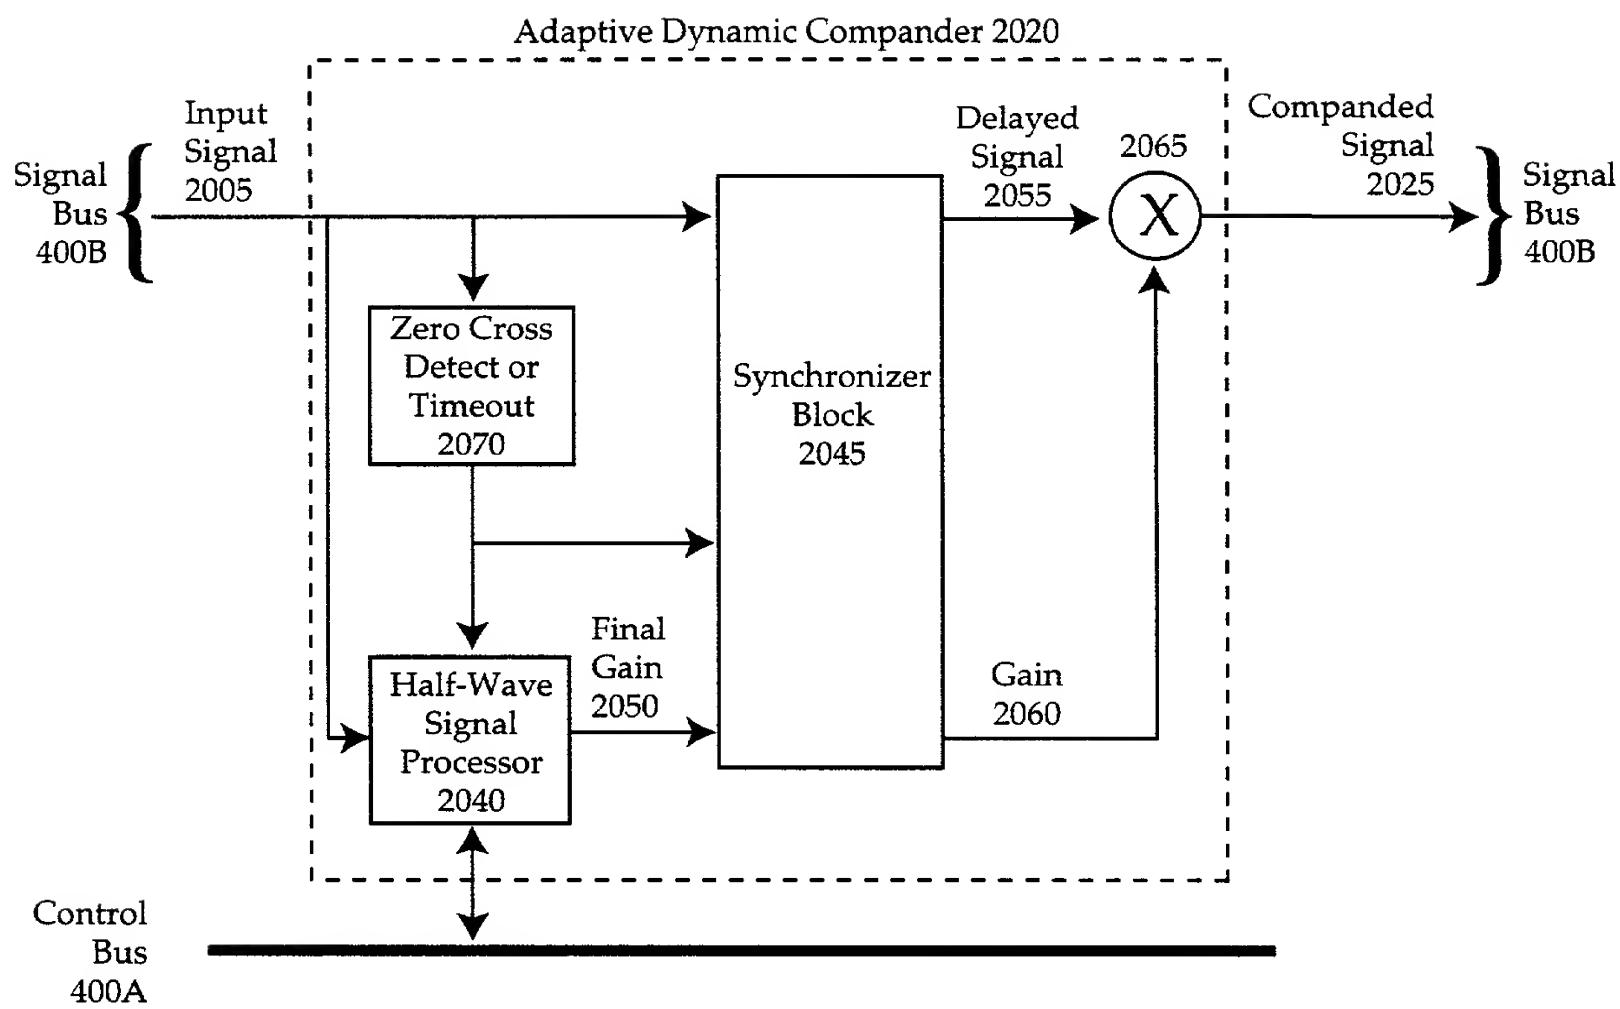 Adaptive Dynamic Compander 2020
Input
Signal
2005
Signal
Bus
400B
Delayed
Signal
2055
2065
X
Companded
Signal
2025
Signal
Bus
400B
Zero Cross
Detect or
Timeout
2070
Synchronizer
Block
2045
Half-Wave
Signal
Processor
2040
Final
Gain
2050
Gain
2060
Control
Bus
400A